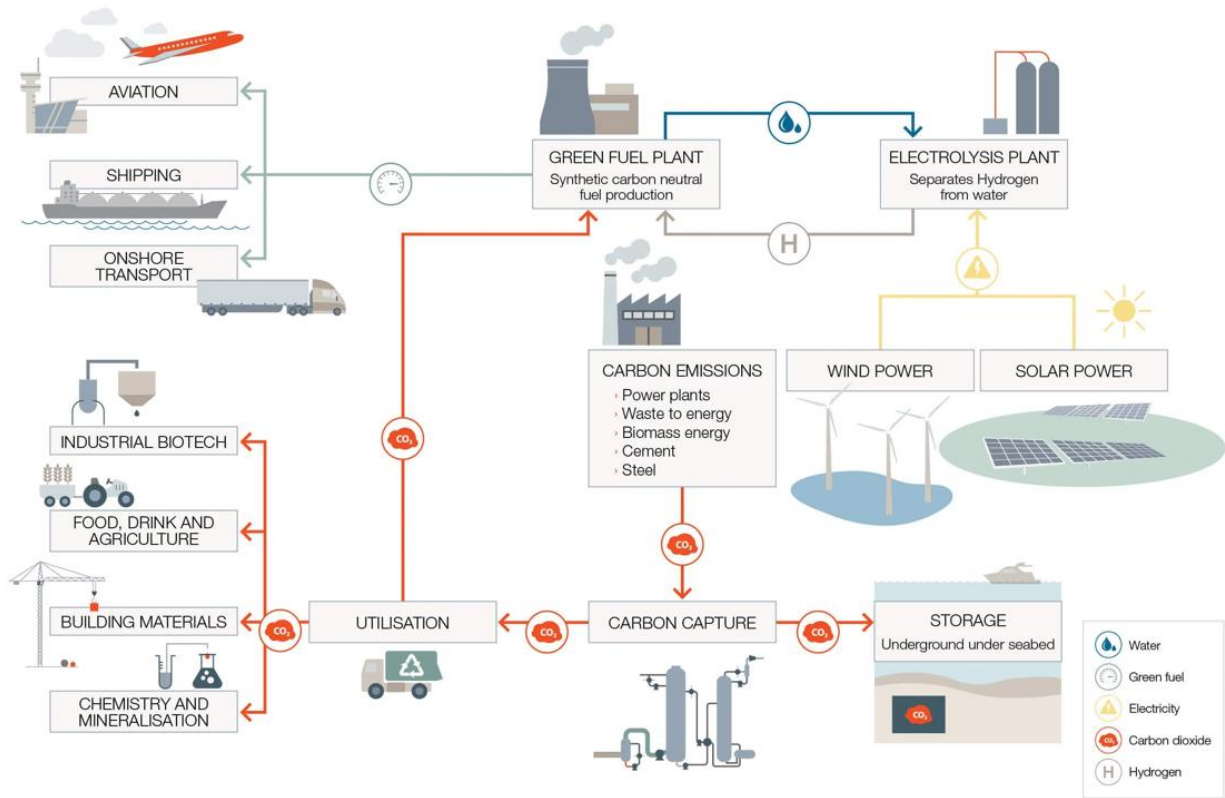 AVIATION
SHIPPING
ONSHORE
TRANSPORT
GREEN FUEL PLANT
Synthetic carbon neutral
fuel production
ELECTROLYSIS PLANT
Separates Hydrogen
from water
H
CARBON EMISSIONS
› Power plants
› Waste to energy
› Biomass energy
› Cement
› Steel
WIND POWER
SOLAR POWER
CO₂
INDUSTRIAL BIOTECH
FOOD, DRINK AND
AGRICULTURE
BUILDING MATERIALS
CHEMISTRY AND
MINERALISATION
CO₂
UTILISATION
CO₂
CO₂
CARBON CAPTURE
CO₂
STORAGE
Underground under seabed
CO₂
Water
Green fuel
Electricity
CO₂ Carbon dioxide
H Hydrogen